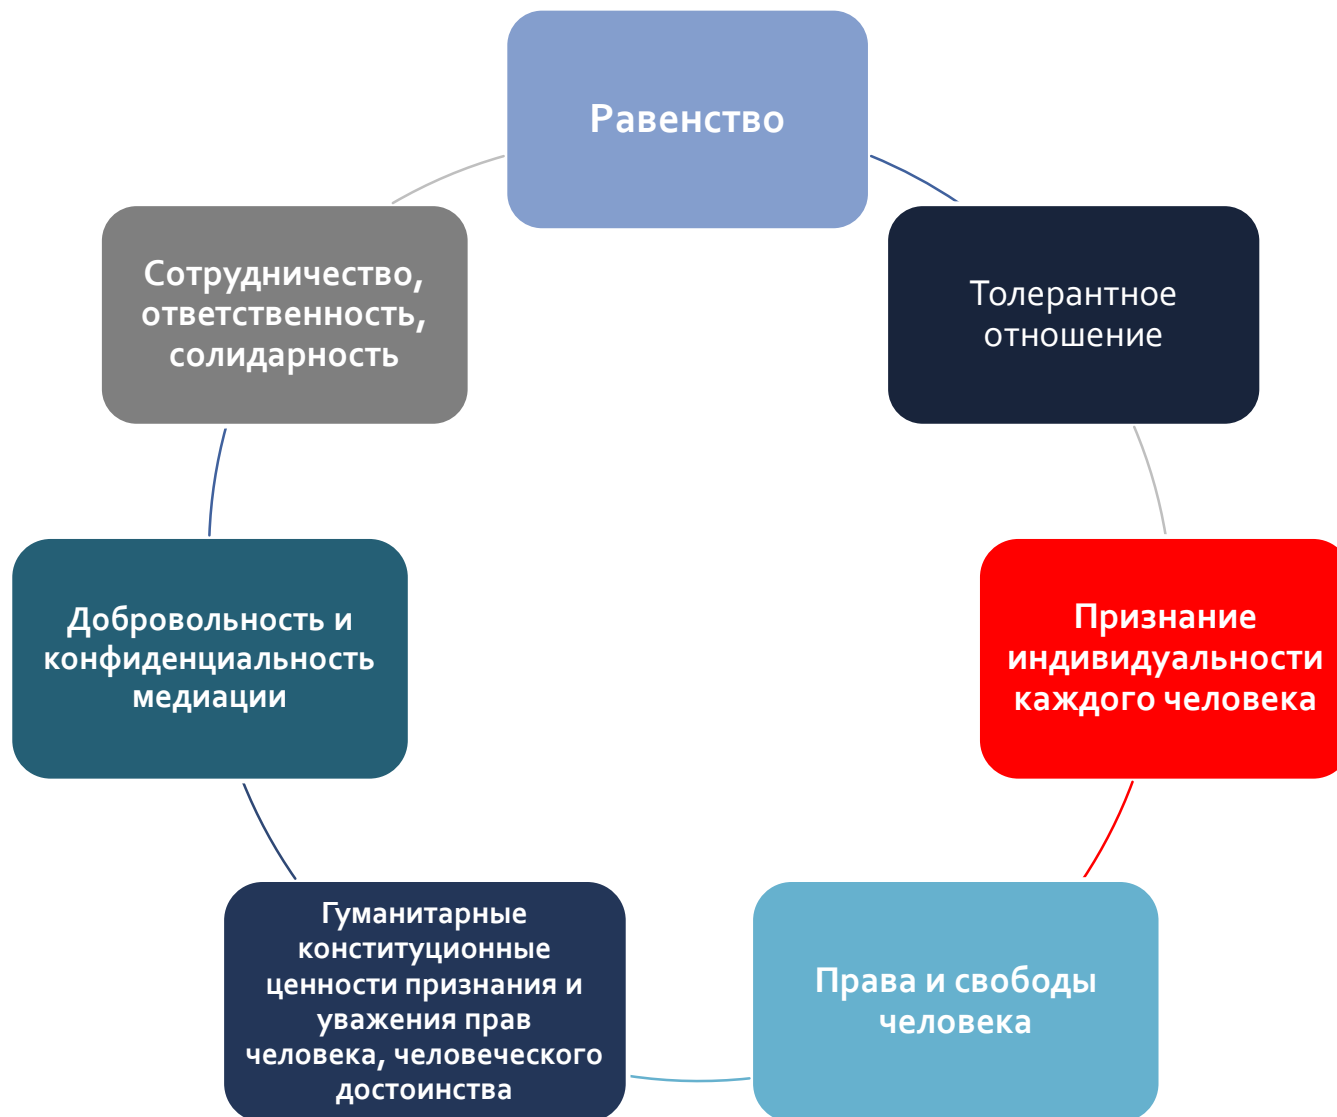 Равенство
Толерантное
отношение
Признание
индивидуальности
каждого человека
Права и свободы
человека
Гуманитарные
конституционные
ценности признания и
уважения прав
человека, человеческого
достоинства
Добровольность и
конфиденциальность
медиации
Сотрудничество,
ответственность,
солидарность